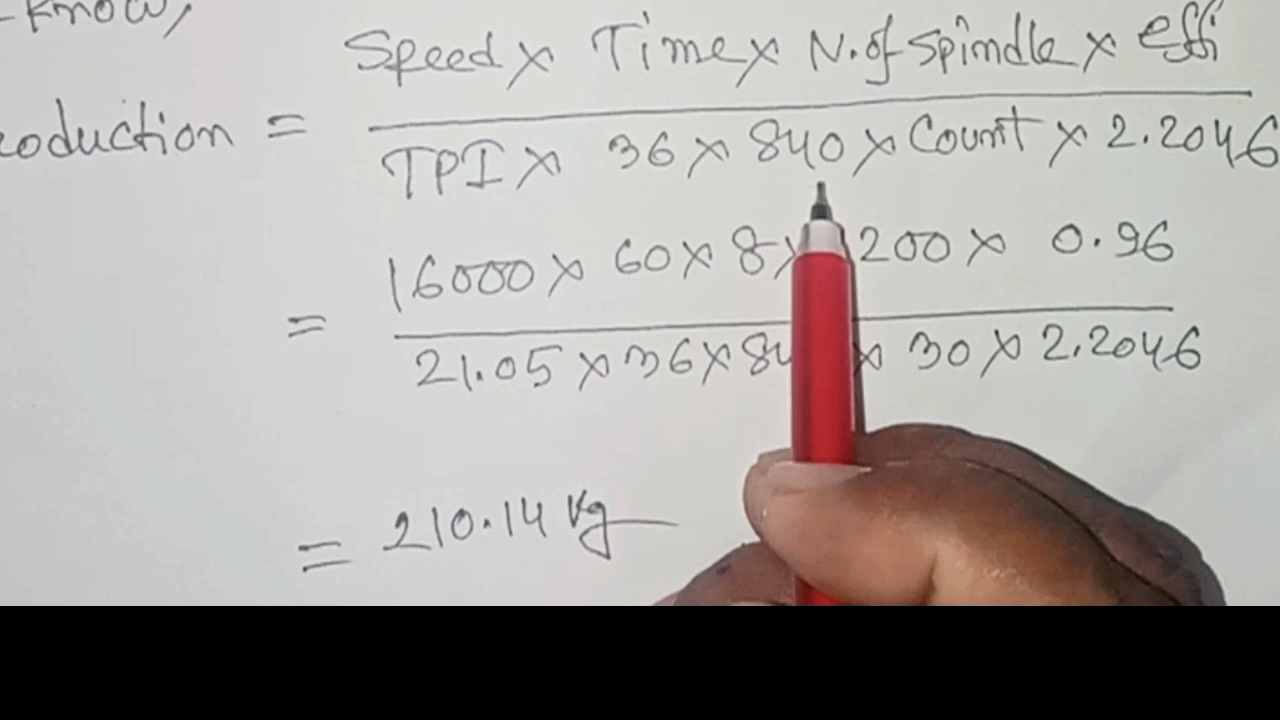 know,
Speed x Time x N. of spindle x effi
roduction =
TPI x 36 x 840 x Count x 2.2046
16000 x 60 x 8 x 200 x 0.96
=
21.05 x 36 x 84 x 30 x 2.2046
= 210.14 Kg